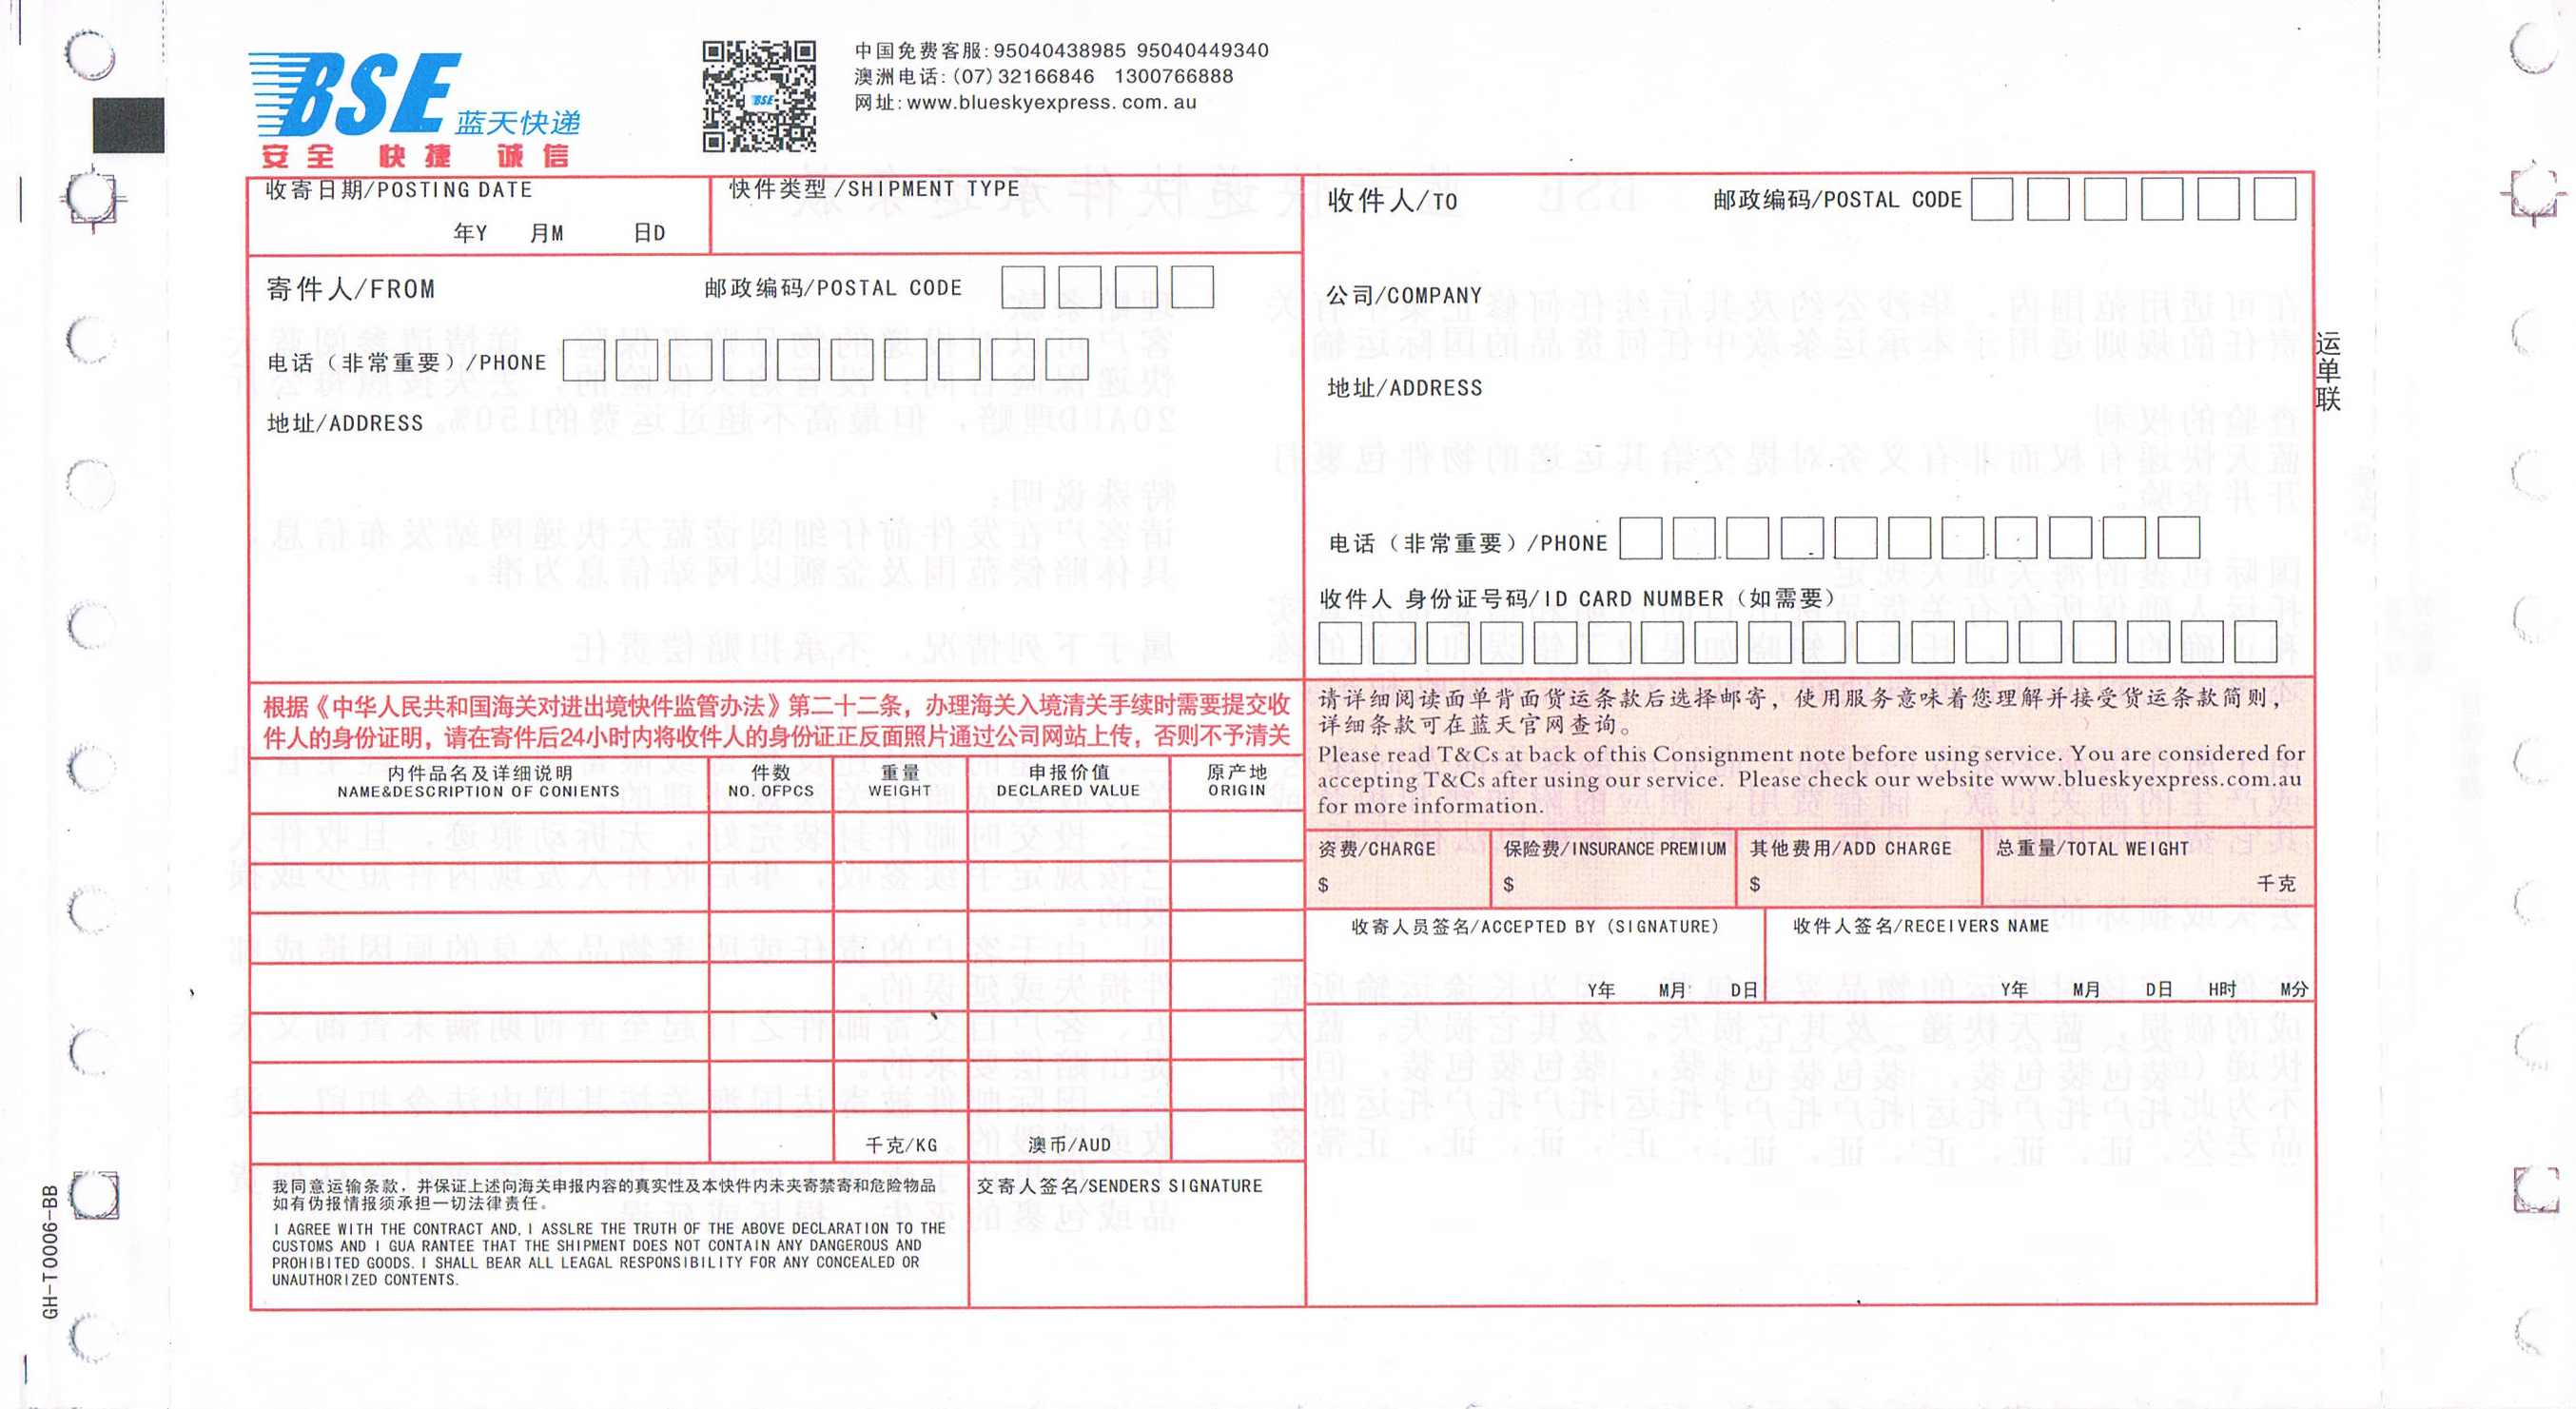 BSE 蓝天快递
安全 快捷 诚信
BSE
中国免费客服:95040438985 95040449340
澳洲电话:(07)32166846 1300766888
网址:www.blueskyexpress.com.au
收寄日期/POSTING DATE
年Y 月M 日D
快件类型/SHIPMENT TYPE
寄件人/FROM 邮政编码/POSTAL CODE
电话（非常重要）/PHONE
地址/ADDRESS
收件人/TO 邮政编码/POSTAL CODE
公司/COMPANY
地址/ADDRESS
电话（非常重要）/PHONE
收件人 身份证号码/ID CARD NUMBER（如需要）
运单联
根据《中华人民共和国海关对进出境快件监管办法》第二十二条，办理海关入境清关手续时需要提交收
件人的身份证明，请在寄件后24小时内将收件人的身份证正反面照片通过公司网站上传，否则不予清关
内件品名及详细说明 件数 重量 申报价值 原产地
NAME&DESCRIPTION OF CONIENTS NO. OFPCS WEIGHT DECLARED VALUE ORIGIN
千克/KG 澳币/AUD
我同意运输条款，并保证上述向海关申报内容的真实性及本快件内未夹寄禁寄和危险物品
如有伪报情报须承担一切法律责任。
I AGREE WITH THE CONTRACT AND, I ASSLRE THE TRUTH OF THE ABOVE DECLARATION TO THE
CUSTOMS AND I GUA RANTEE THAT THE SHIPMENT DOES NOT CONTAIN ANY DANGEROUS AND
PROHIBITED GOODS. I SHALL BEAR ALL LEAGAL RESPONSIBILITY FOR ANY CONCEALED OR
UNAUTHORIZED CONTENTS.
交寄人签名/SENDERS SIGNATURE
请详细阅读面单背面货运条款后选择邮寄，使用服务意味着您理解并接受货运条款简则，
详细条款可在蓝天官网查询。
Please read T&Cs at back of this Consignment note before using service. You are considered for
accepting T&Cs after using our service. Please check our website www.blueskyexpress.com.au
for more information.
资费/CHARGE 保险费/INSURANCE PREMIUM 其他费用/ADD CHARGE 总重量/TOTAL WEIGHT
$ $ $ 千克
收寄人员签名/ACCEPTED BY (SIGNATURE) 收件人签名/RECEIVERS NAME
Y年 M月 D日 Y年 M月 D日 H时 M分
GH-T0006-BB